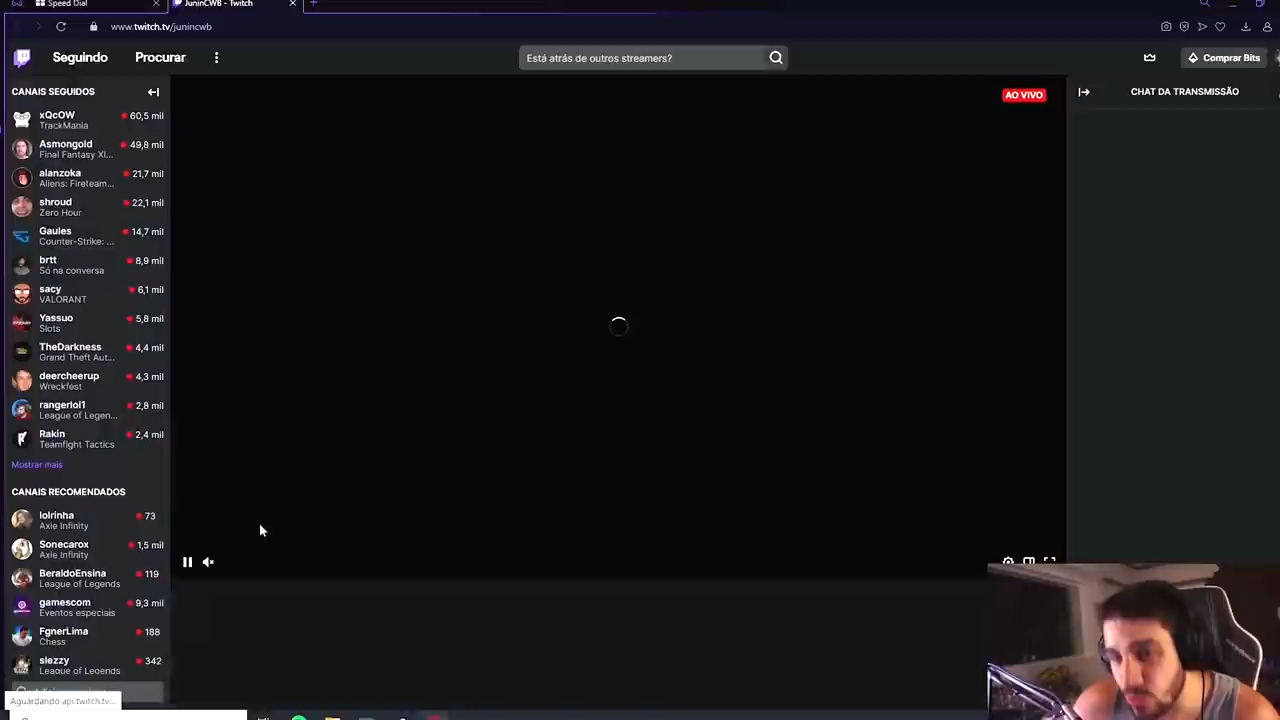 Speed Dial
JuninCWB - Twitch
www.twitch.tv/junincwb
Seguindo
Procurar
Está atrás de outros streamers?
Comprar Bits
CANAIS SEGUIDOS
AO VIVO
CHAT DA TRANSMISSÃO
xQcOW
60,5 mil
TrackMania
Asmongold
49,8 mil
Final Fantasy XI...
alanzoka
21,7 mil
Aliens: Fireteam...
shroud
22,1 mil
Zero Hour
Gaules
14,7 mil
Counter-Strike: ...
brtt
8,9 mil
Só na conversa
sacy
6,1 mil
VALORANT
Yassuo
5,8 mil
Slots
TheDarkness
4,4 mil
Grand Theft Aut...
deercheerup
4,3 mil
Wreckfest
rangerloi1
2,8 mil
League of Legen...
Rakin
2,4 mil
Teamfight Tactics
Mostrar mais
CANAIS RECOMENDADOS
lolrinha
73
Axie Infinity
Sonecarox
1,5 mil
Axie Infinity
BeraldoEnsina
119
League of Legends
gamescom
9,3 mil
Eventos especiais
FgnerLima
188
Chess
slezzy
342
League of Legends
Aguardando api.twitch.tv...